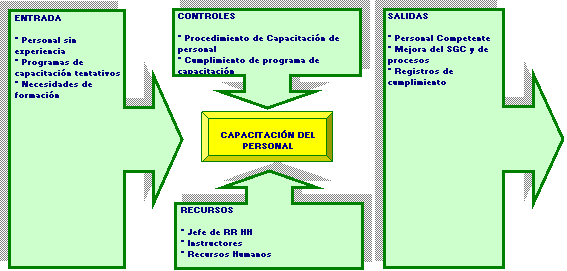 ENTRADA
* Personal sin
experiencia
* Programas de
capacitación tentativos
* Necesidades de
formación
CONTROLES
* Procedimiento de Capacitación de
personal
* Cumplimiento de programa de
capacitación
CAPACITACIÓN DEL
PERSONAL
RECURSOS
* Jefe de RR HH
* Instructores
* Recursos Humanos
SALIDAS
* Personal Competente
* Mejora del SGC y de
procesos
* Registros de
cumplimiento